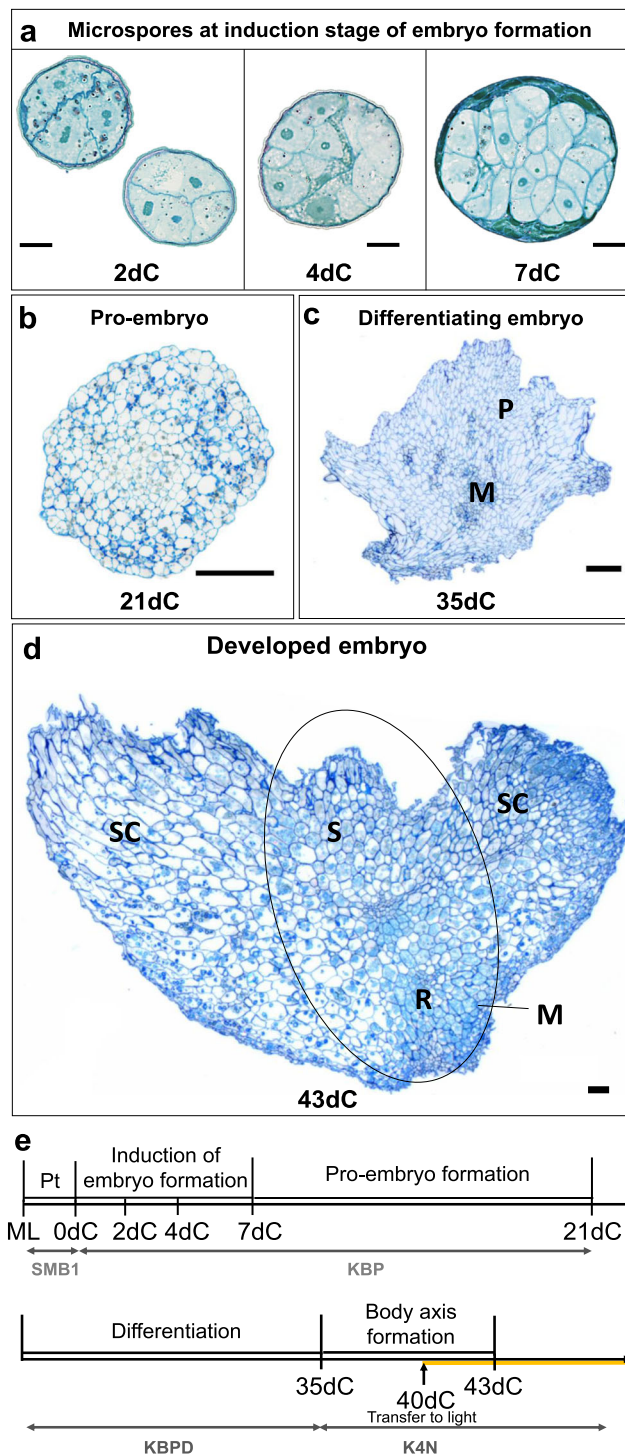 a Microspores at induction stage of embryo formation
2dC 4dC 7dC
b Pro-embryo
21dC
c Differentiating embryo
P
M
35dC
d Developed embryo
SC S SC
R
M
43dC
e
Pt Induction of embryo formation Pro-embryo formation
ML 0dC 2dC 4dC 7dC 21dC
SMB1 KBP
Differentiation Body axis formation
35dC 40dC 43dC
Transfer to light
KBPD K4N